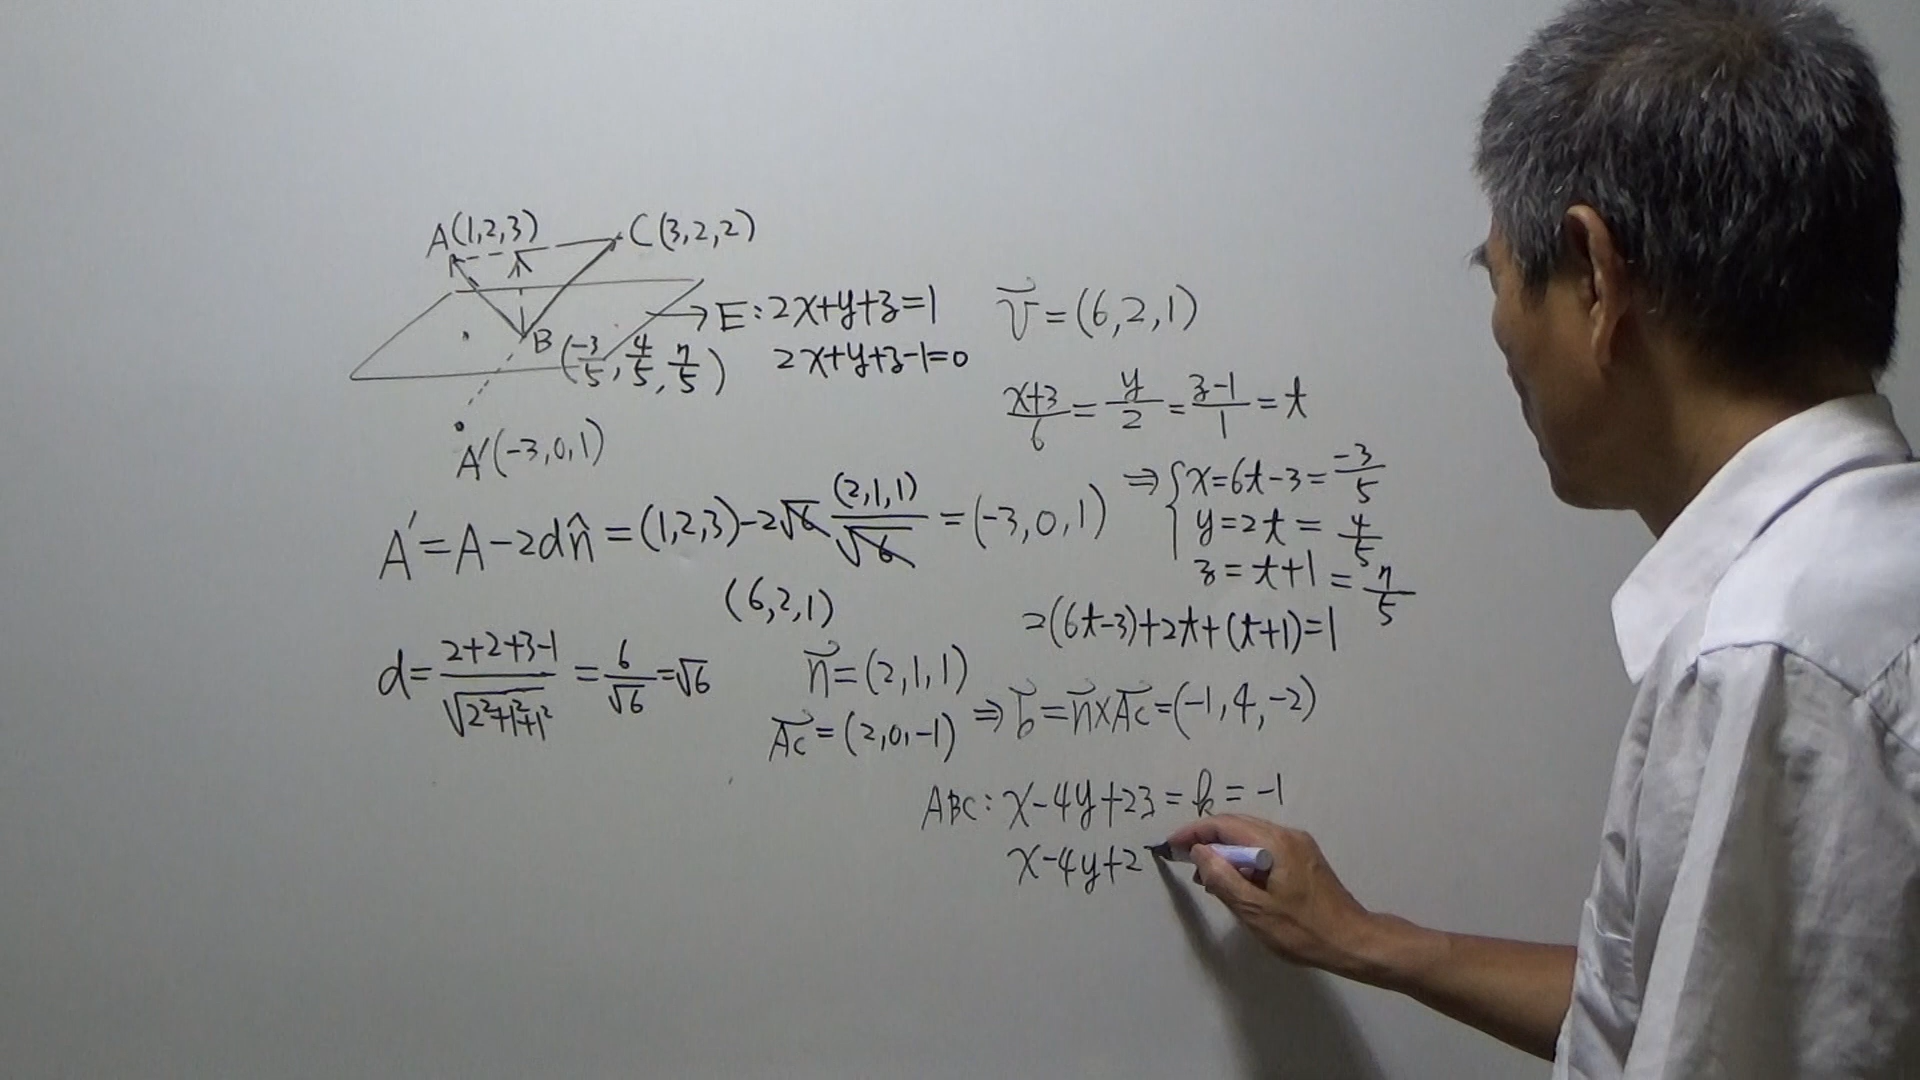 A(1,2,3)
C(3,2,2)
→E:2x+y+z=1
2x+y+z-1=0
B(-3/5, 4/5, 7/5)
A'(-3,0,1)
A'=A-2dn̂=(1,2,3)-2√6 (2,1,1)/√6=(-3,0,1)
(6,2,1)
d=(2+2+3-1)/√(2²+1²+1²)=6/√6=√6
v⃗=(6,2,1)
(x+3)/6=y/2=(z-1)/1=t
⇒{x=6t-3=-3/5
y=2t=4/5
z=t+1=7/5
2(6t-3)+2t+(t+1)=1
n⃗=(2,1,1)
AC⃗=(2,0,-1) ⇒ b⃗=n⃗×AC⃗=(-1,4,-2)
ABC: x-4y+2z=k=-1
x-4y+2